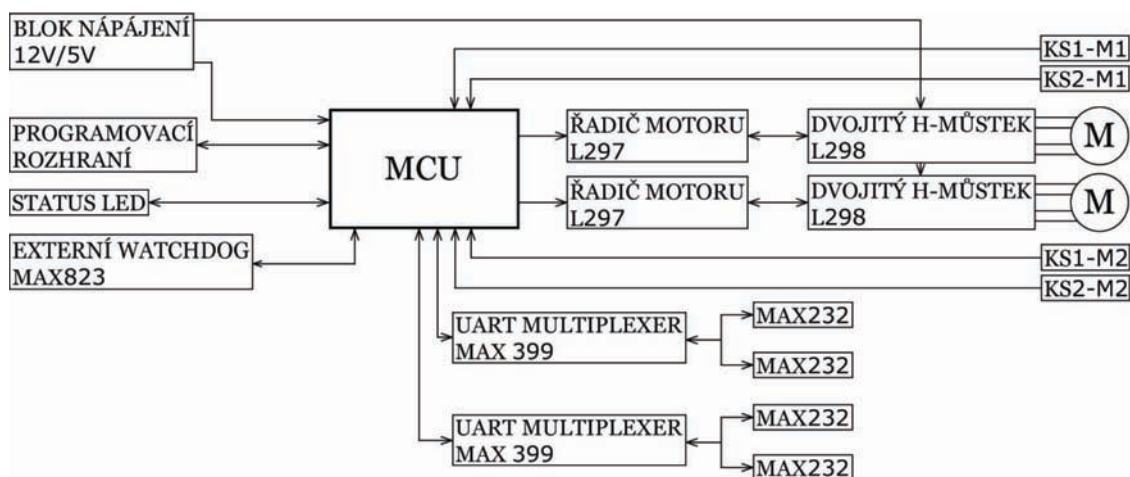 BLOK NÁPÁJENÍ
12V/5V
KS1-M1
KS2-M1
PROGRAMOVACÍ
ROZHRANÍ
MCU
ŘADIČ MOTORU
L297
DVOJITÝ H-MŮSTEK
L298
M
STATUS LED
ŘADIČ MOTORU
L297
DVOJITÝ H-MŮSTEK
L298
M
EXTERNÍ WATCHDOG
MAX823
KS1-M2
KS2-M2
UART MULTIPLEXER
MAX 399
MAX232
MAX232
UART MULTIPLEXER
MAX 399
MAX232
MAX232